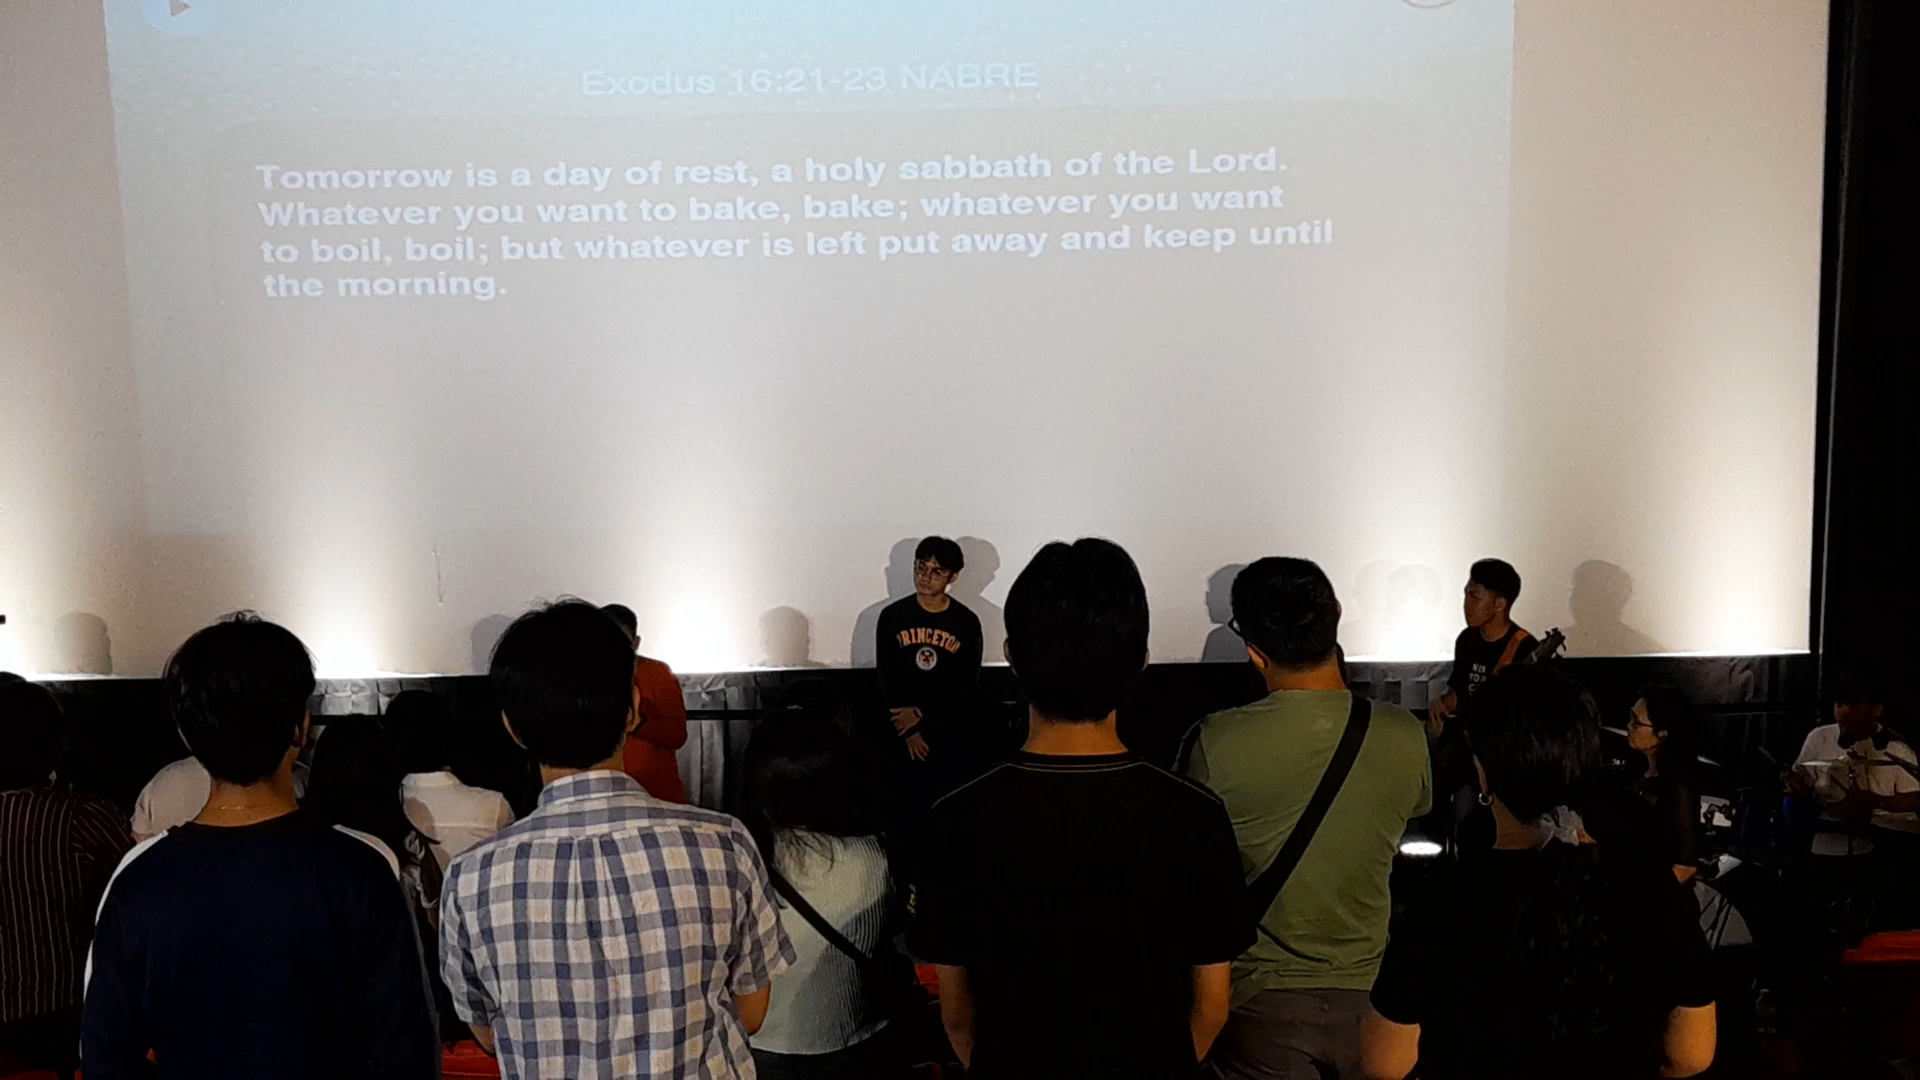 Exodus 16:21-23 NABRE
Tomorrow is a day of rest, a holy sabbath of the Lord.
Whatever you want to bake, bake; whatever you want
to boil, boil; but whatever is left put away and keep until
the morning.
PRINCETON